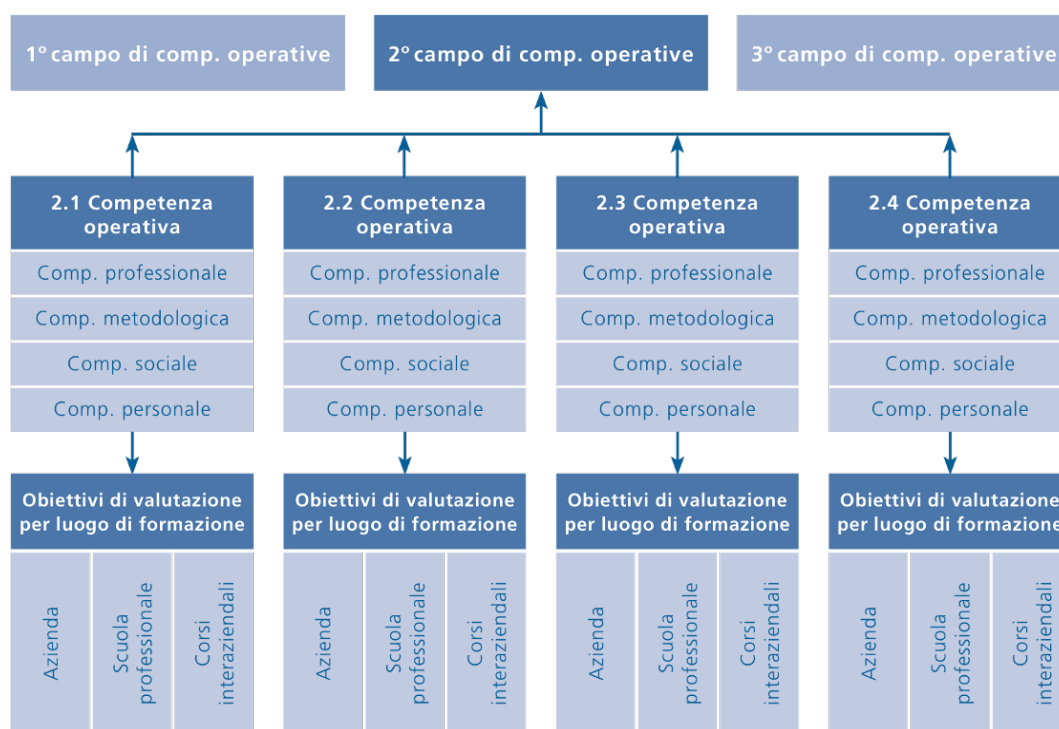 1° campo di comp. operative
2° campo di comp. operative
3° campo di comp. operative
2.1 Competenza
operativa
Comp. professionale
Comp. metodologica
Comp. sociale
Comp. personale
Obiettivi di valutazione
per luogo di formazione
Azienda
Scuola
professionale
Corsi
interaziendali
2.2 Competenza
operativa
Comp. professionale
Comp. metodologica
Comp. sociale
Comp. personale
Obiettivi di valutazione
per luogo di formazione
Azienda
Scuola
professionale
Corsi
interaziendali
2.3 Competenza
operativa
Comp. professionale
Comp. metodologica
Comp. sociale
Comp. personale
Obiettivi di valutazione
per luogo di formazione
Azienda
Scuola
professionale
Corsi
interaziendali
2.4 Competenza
operativa
Comp. professionale
Comp. metodologica
Comp. sociale
Comp. personale
Obiettivi di valutazione
per luogo di formazione
Azienda
Scuola
professionale
Corsi
interaziendali